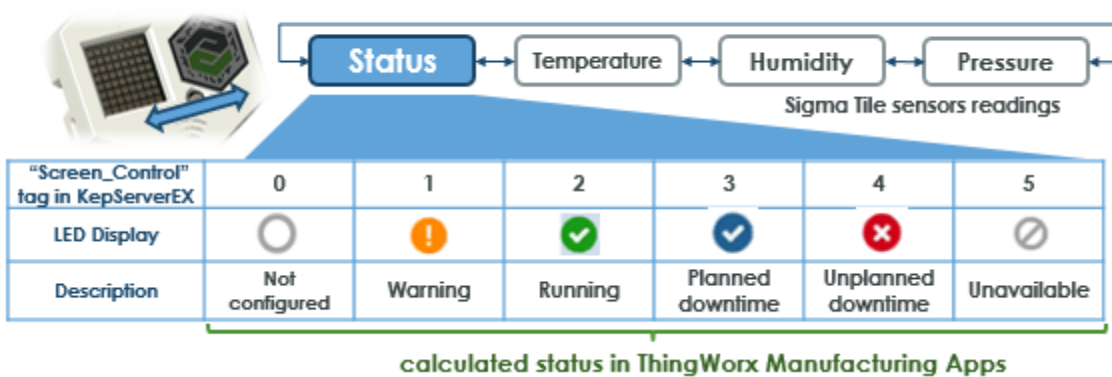 Status
Temperature
Humidity
Pressure
Sigma Tile sensors readings
"Screen_Control"
tag in KepServerEX
0
1
2
3
4
5
LED Display
Description
Not
configured
Warning
Running
Planned
downtime
Unplanned
downtime
Unavailable
calculated status in ThingWorx Manufacturing Apps